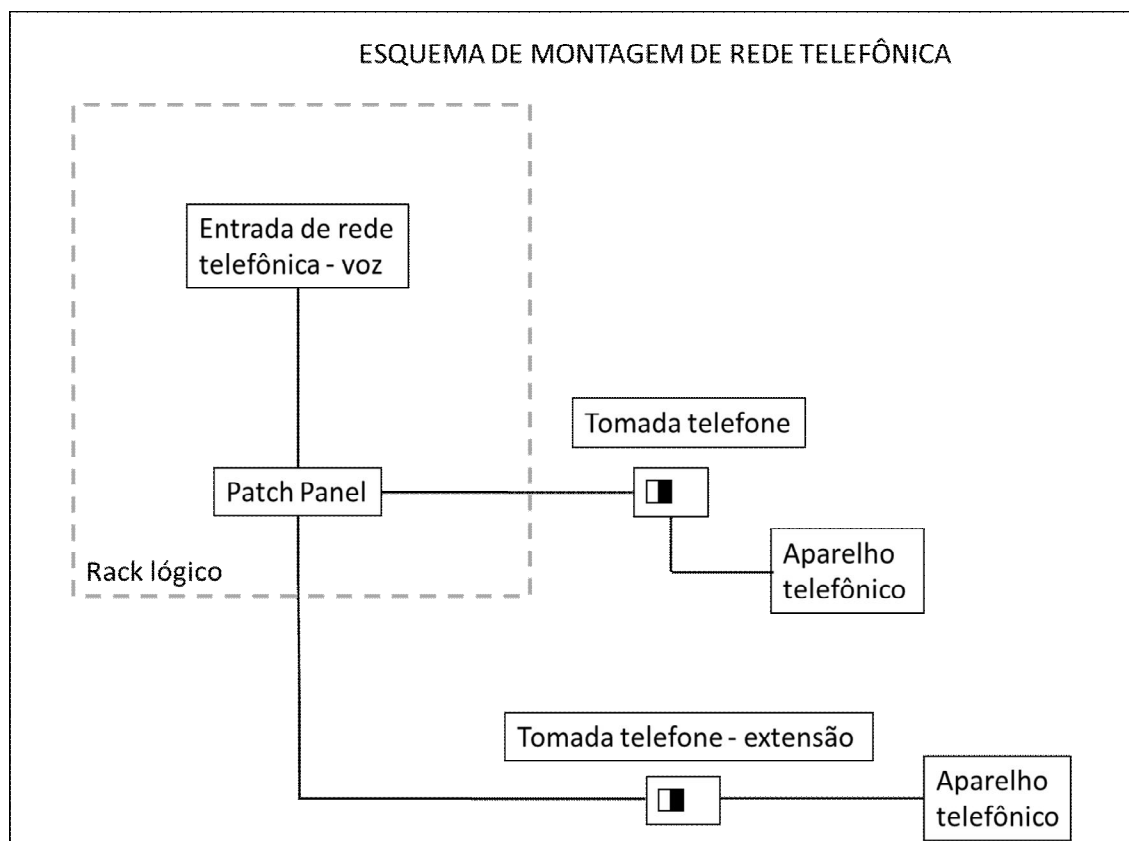 ESQUEMA DE MONTAGEM DE REDE TELEFÔNICA
Entrada de rede
telefônica - voz
Tomada telefone
Patch Panel
Aparelho
telefônico
Rack lógico
Tomada telefone - extensão
Aparelho
telefônico